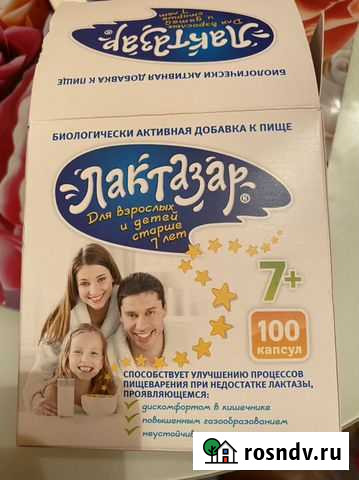 Лактазар®
Для взрослых
и детей
старше
7 лет
БИОЛОГИЧЕСКИ АКТИВНАЯ ДОБАВКА К ПИЩЕ
БИОЛОГИЧЕСКИ АКТИВНАЯ ДОБАВКА К ПИЩЕ
Лактазар®
Для взрослых
и детей
старше
7 лет
7+
100
капсул
СПОСОБСТВУЕТ УЛУЧШЕНИЮ ПРОЦЕССОВ
ПИЩЕВАРЕНИЯ ПРИ НЕДОСТАТКЕ ЛАКТАЗЫ,
ПРОЯВЛЯЮЩЕМСЯ:
дискомфортом в кишечнике
повышенным газообразованием
rosndv.ru